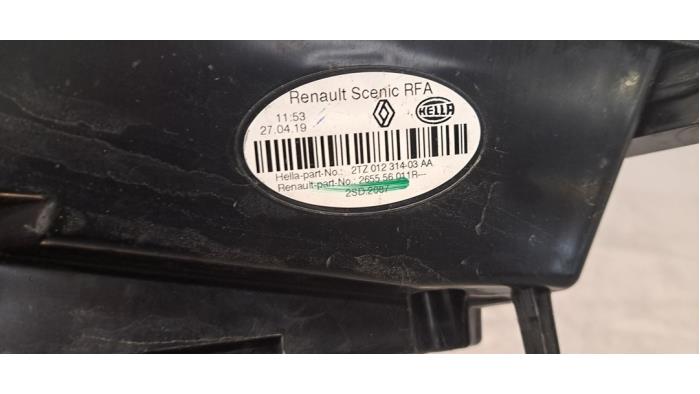 Renault Scenic RFA
11:53
27.04.19
HELLA
Hella-part-No.: 2TZ 012 314-03 AA
Renault-part-No.: 2655 56 011R---
2SD.2087